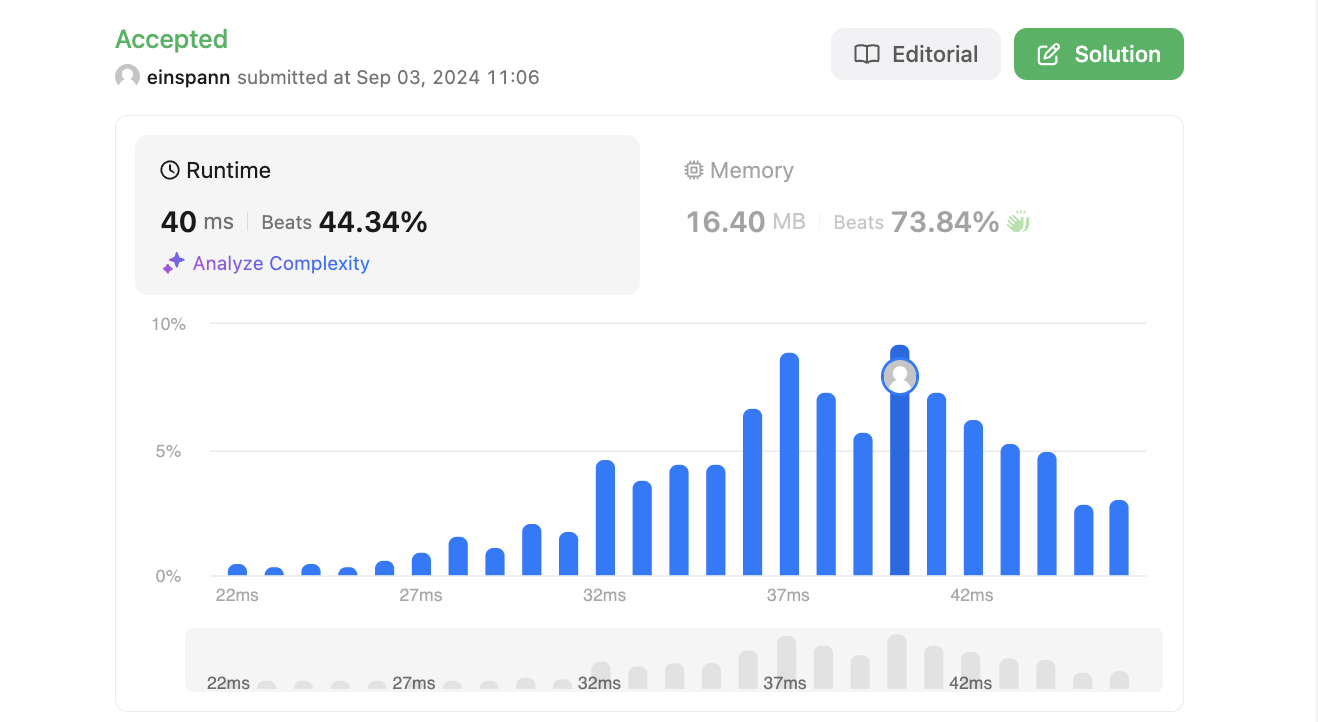 Accepted
einspann submitted at Sep 03, 2024 11:06
Editorial
Solution
Runtime
40 ms Beats 44.34%
Analyze Complexity
Memory
16.40 MB Beats 73.84%
10%
5%
0%
22ms 27ms 32ms 37ms 42ms
22ms 27ms 32ms 37ms 42ms